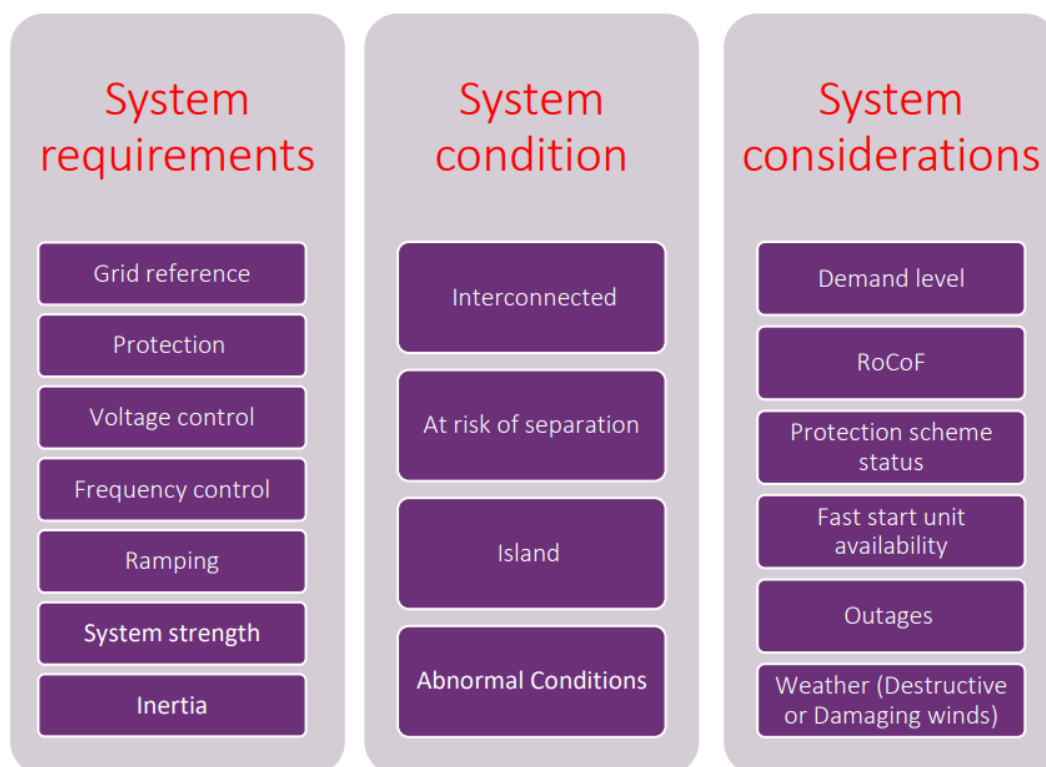 System
requirements
Grid reference
Protection
Voltage control
Frequency control
Ramping
System strength
Inertia
System
condition
Interconnected
At risk of separation
Island
Abnormal Conditions
System
considerations
Demand level
RoCoF
Protection scheme
status
Fast start unit
availability
Outages
Weather (Destructive
or Damaging winds)